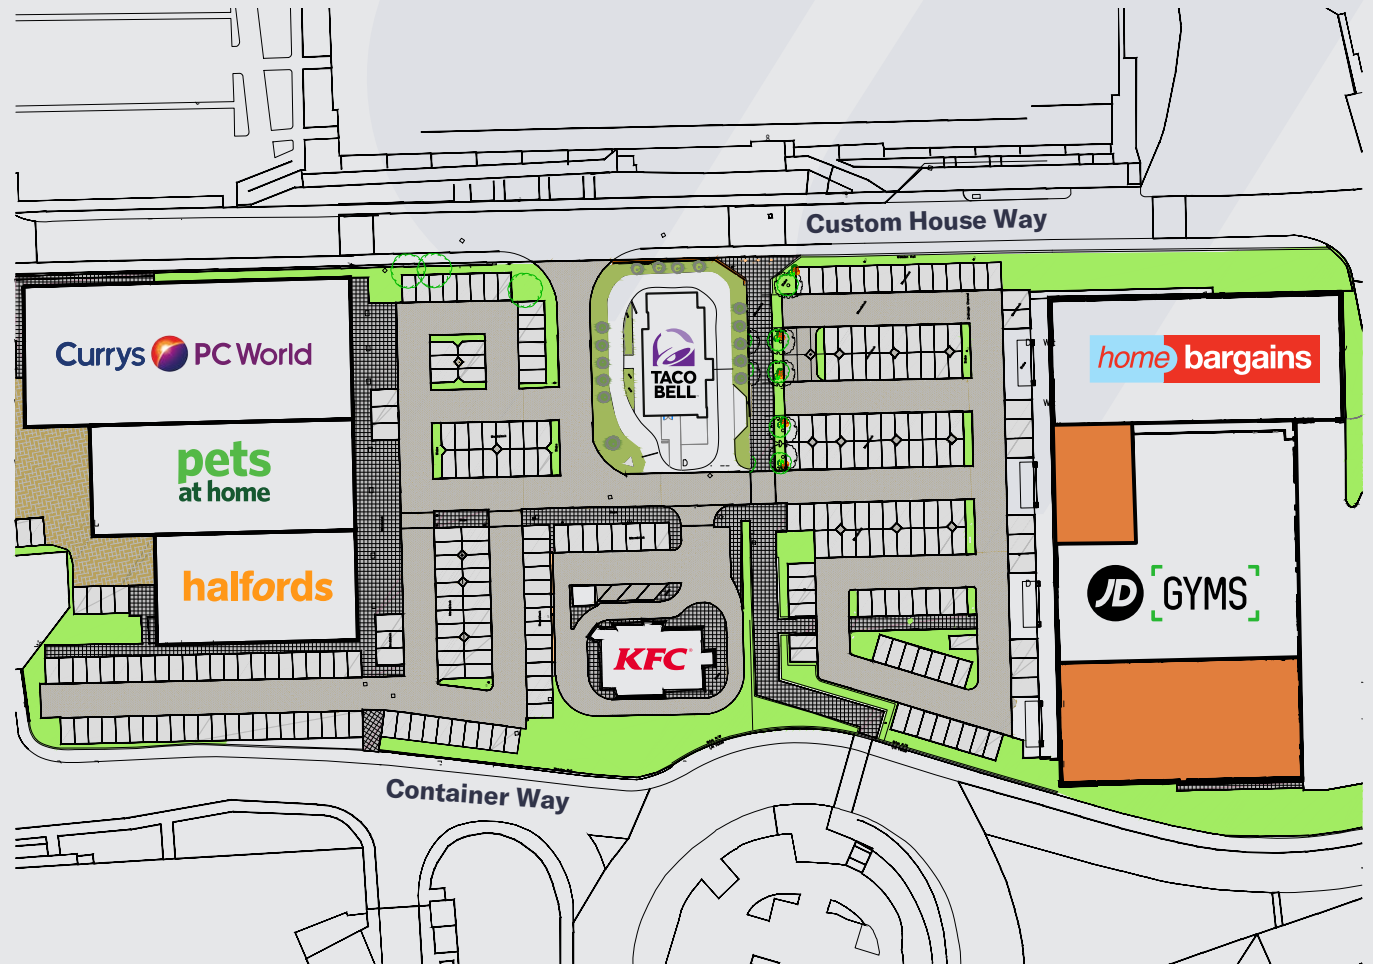 Custom House Way
Currys PC World
TACO
BELL
home bargains
pets
at home
halfords
JD GYMS
KFC
Container Way